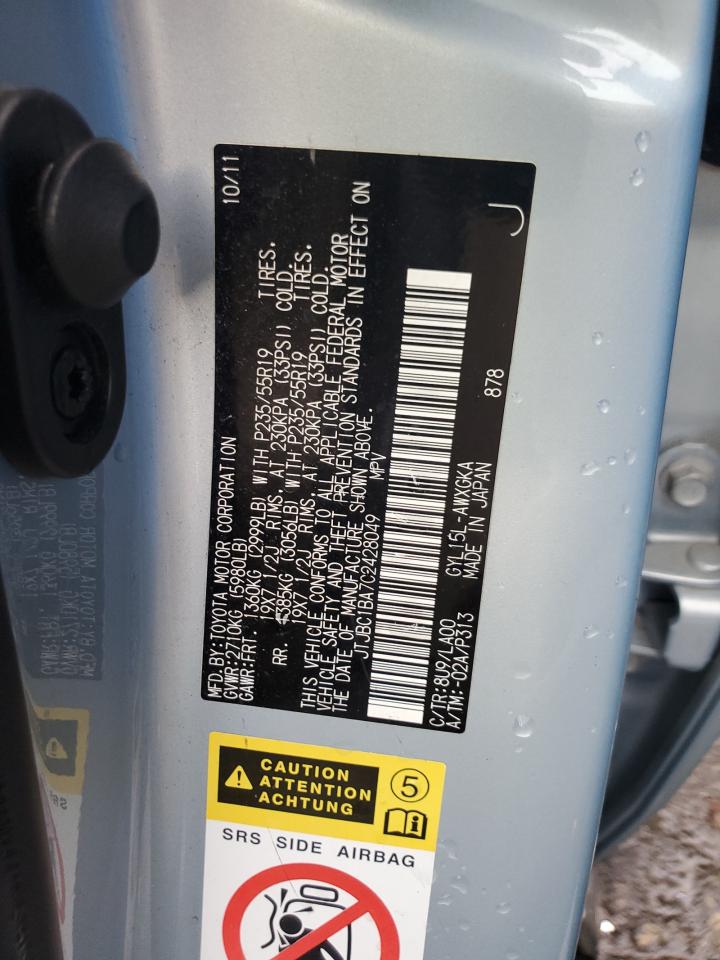 MFD.BY:TOYOTA MOTOR CORPORATION 10/11
GVWR:2710KG (5980LB)
GAWR:FRT. 1360KG (2999LB) WITH P235/55R19 TIRES,
19X7 1/2J RIMS, AT 230KPA (33PSI) COLD.
RR. 1385KG (3056LB) WITH P235/55R19 TIRES,
19X7 1/2J RIMS, AT 230KPA (33PSI) COLD.
THIS VEHICLE CONFORMS TO ALL APPLICABLE FEDERAL MOTOR
VEHICLE SAFETY AND THEFT PREVENTION STANDARDS IN EFFECT ON
THE DATE OF MANUFACTURE SHOWN ABOVE.
JTJBC1BA7C2428049 MPV
C/TR:8U9/LA00 GYL15L-AWXGKA
A/TM:-02A/P313 MADE IN JAPAN 878
J
CAUTION
ATTENTION
ACHTUNG
5
SRS SIDE AIRBAG